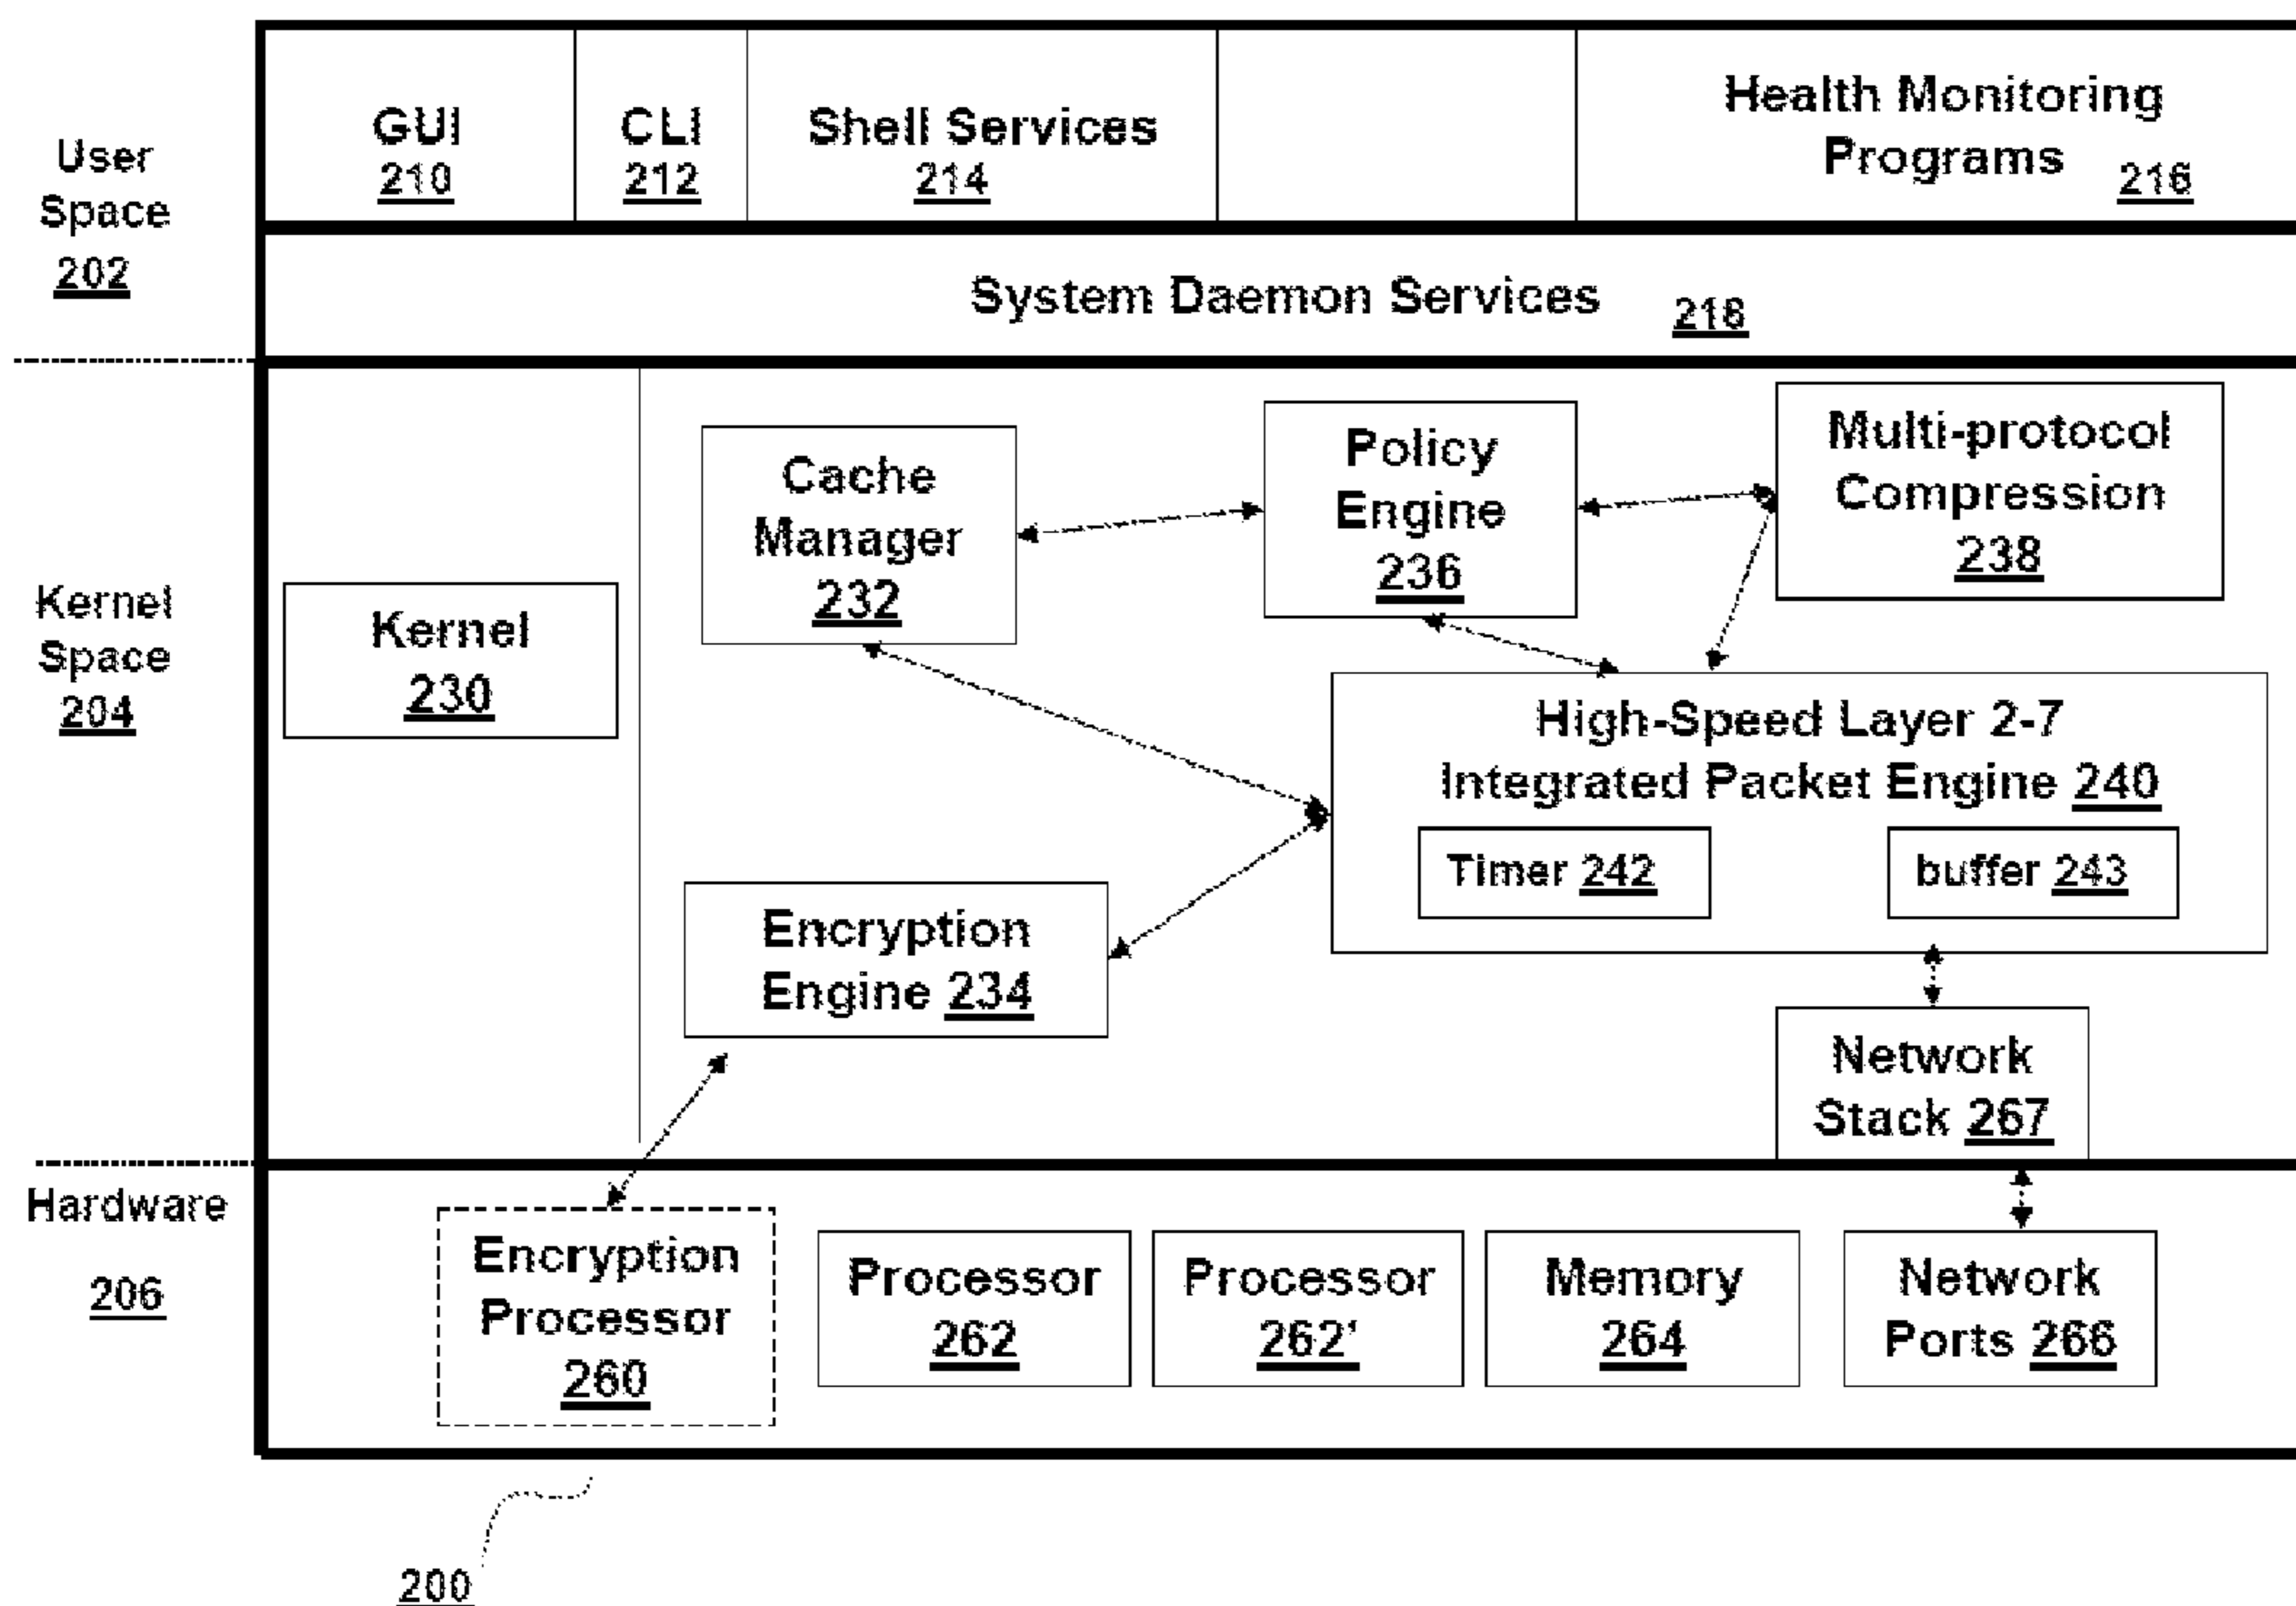 User
Space
202
GUI
210
CLI
212
Shell Services
214
Health Monitoring
Programs 216
System Daemon Services 218
Kernel
Space
204
Kernel
230
Cache
Manager
232
Policy
Engine
236
Multi-protocol
Compression
238
High-Speed Layer 2-7
Integrated Packet Engine 240
Timer 242
buffer 243
Encryption
Engine 234
Network
Stack 267
Hardware
206
Encryption
Processor
260
Processor
262
Processor
262'
Memory
264
Network
Ports 266
200